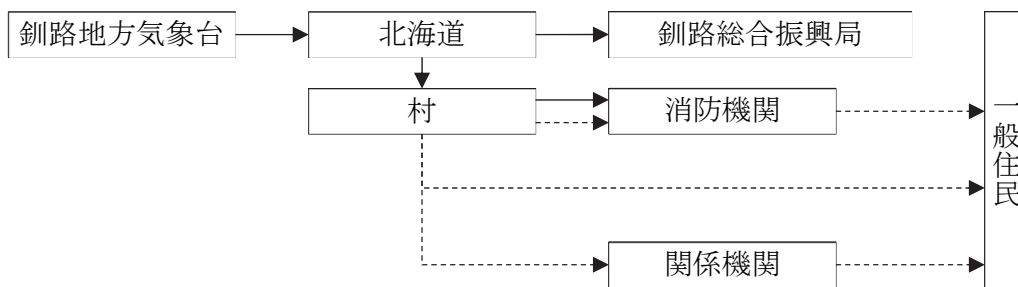 釧路地方気象台
北海道
釧路総合振興局
村
消防機関
一般住民
関係機関